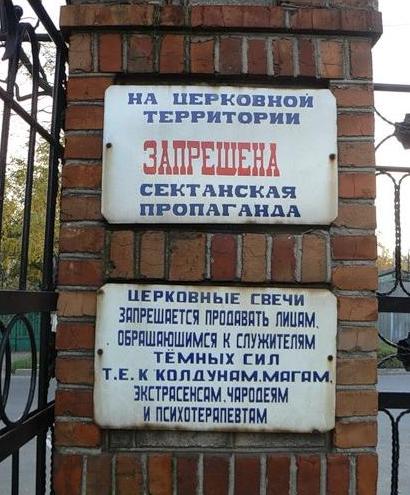 НА ЦЕРКОВНОЙ
ТЕРРИТОРИИ
ЗАПРЕШЕНА
СЕКТАНСКАЯ
ПРОПАГАНДА
ЦЕРКОВНЫЕ СВЕЧИ
ЗАПРЕЩАЕТСЯ ПРОДАВАТЬ ЛИЦАМ,
ОБРАЩАЮЩИМСЯ К СЛУЖИТЕЛЯМ
ТЁМНЫХ СИЛ
Т.Е. К КОЛДУНАМ, МАГАМ,
ЭКСТРАСЕНСАМ, ЧАРОДЕЯМ
И ПСИХОТЕРАПЕВТАМ